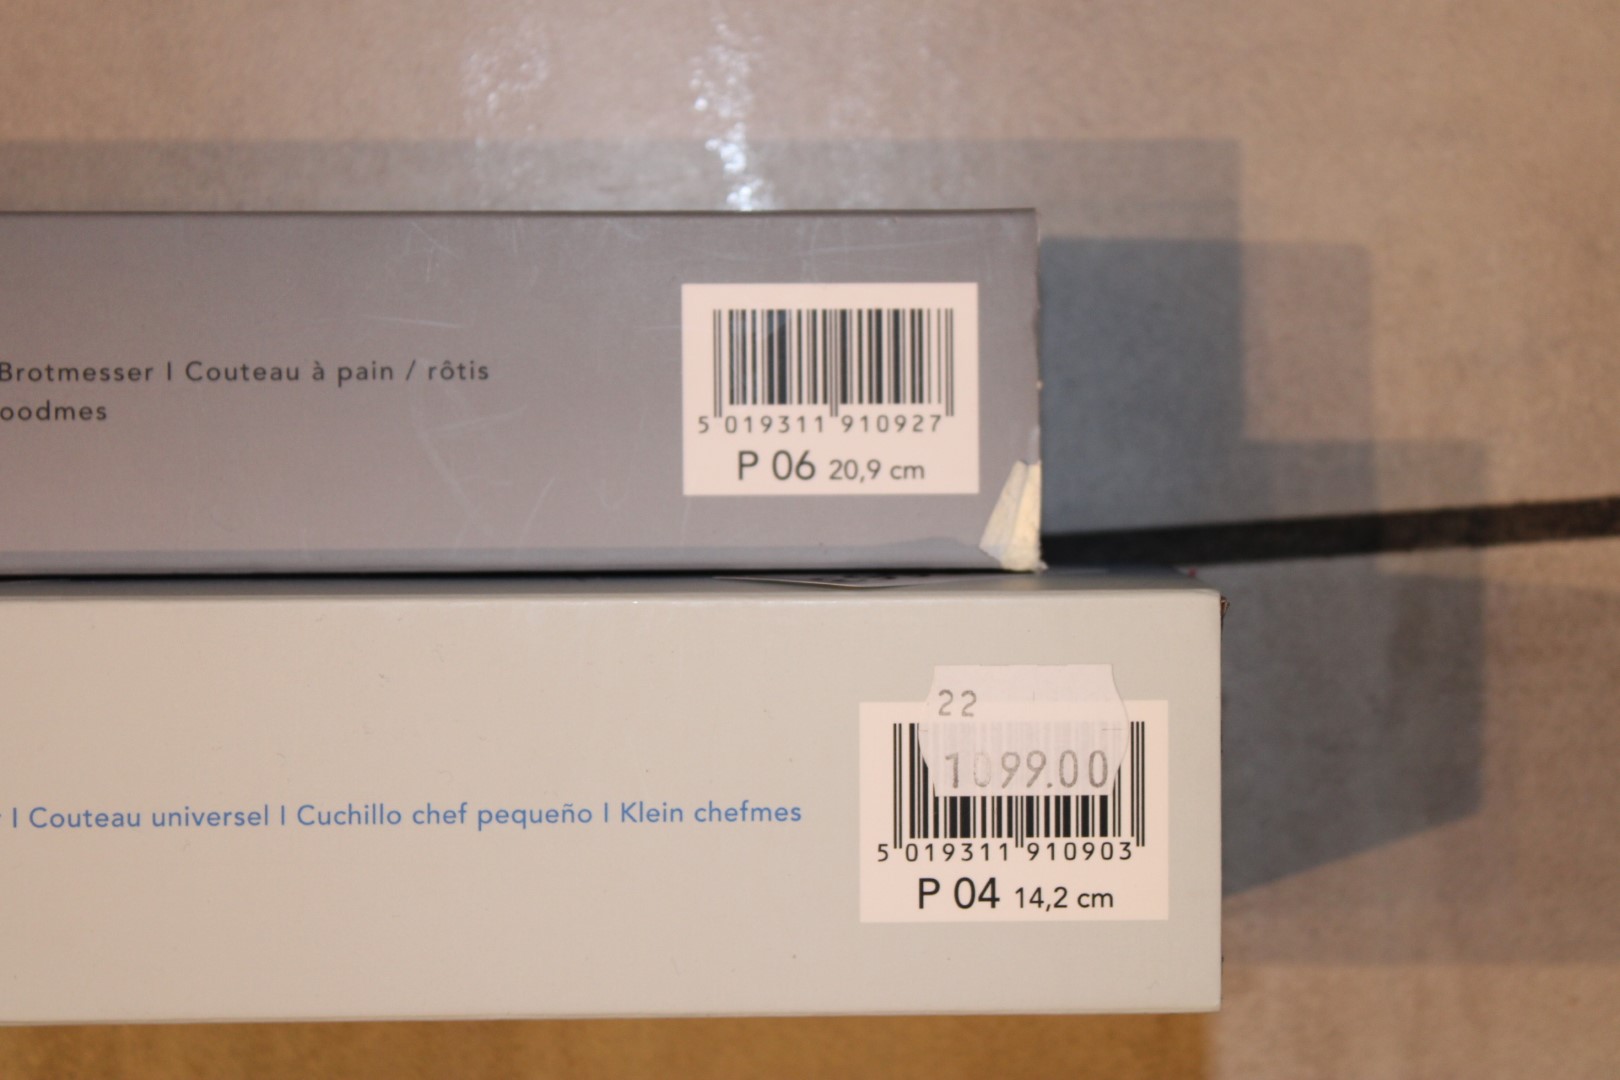 Brotmesser I Couteau à pain / rôtis
oodmes
5 019311 910927
P 06 20,9 cm
22
1099.00
I Couteau universel I Cuchillo chef pequeño I Klein chefmes
5 019311 910903
P 04 14,2 cm